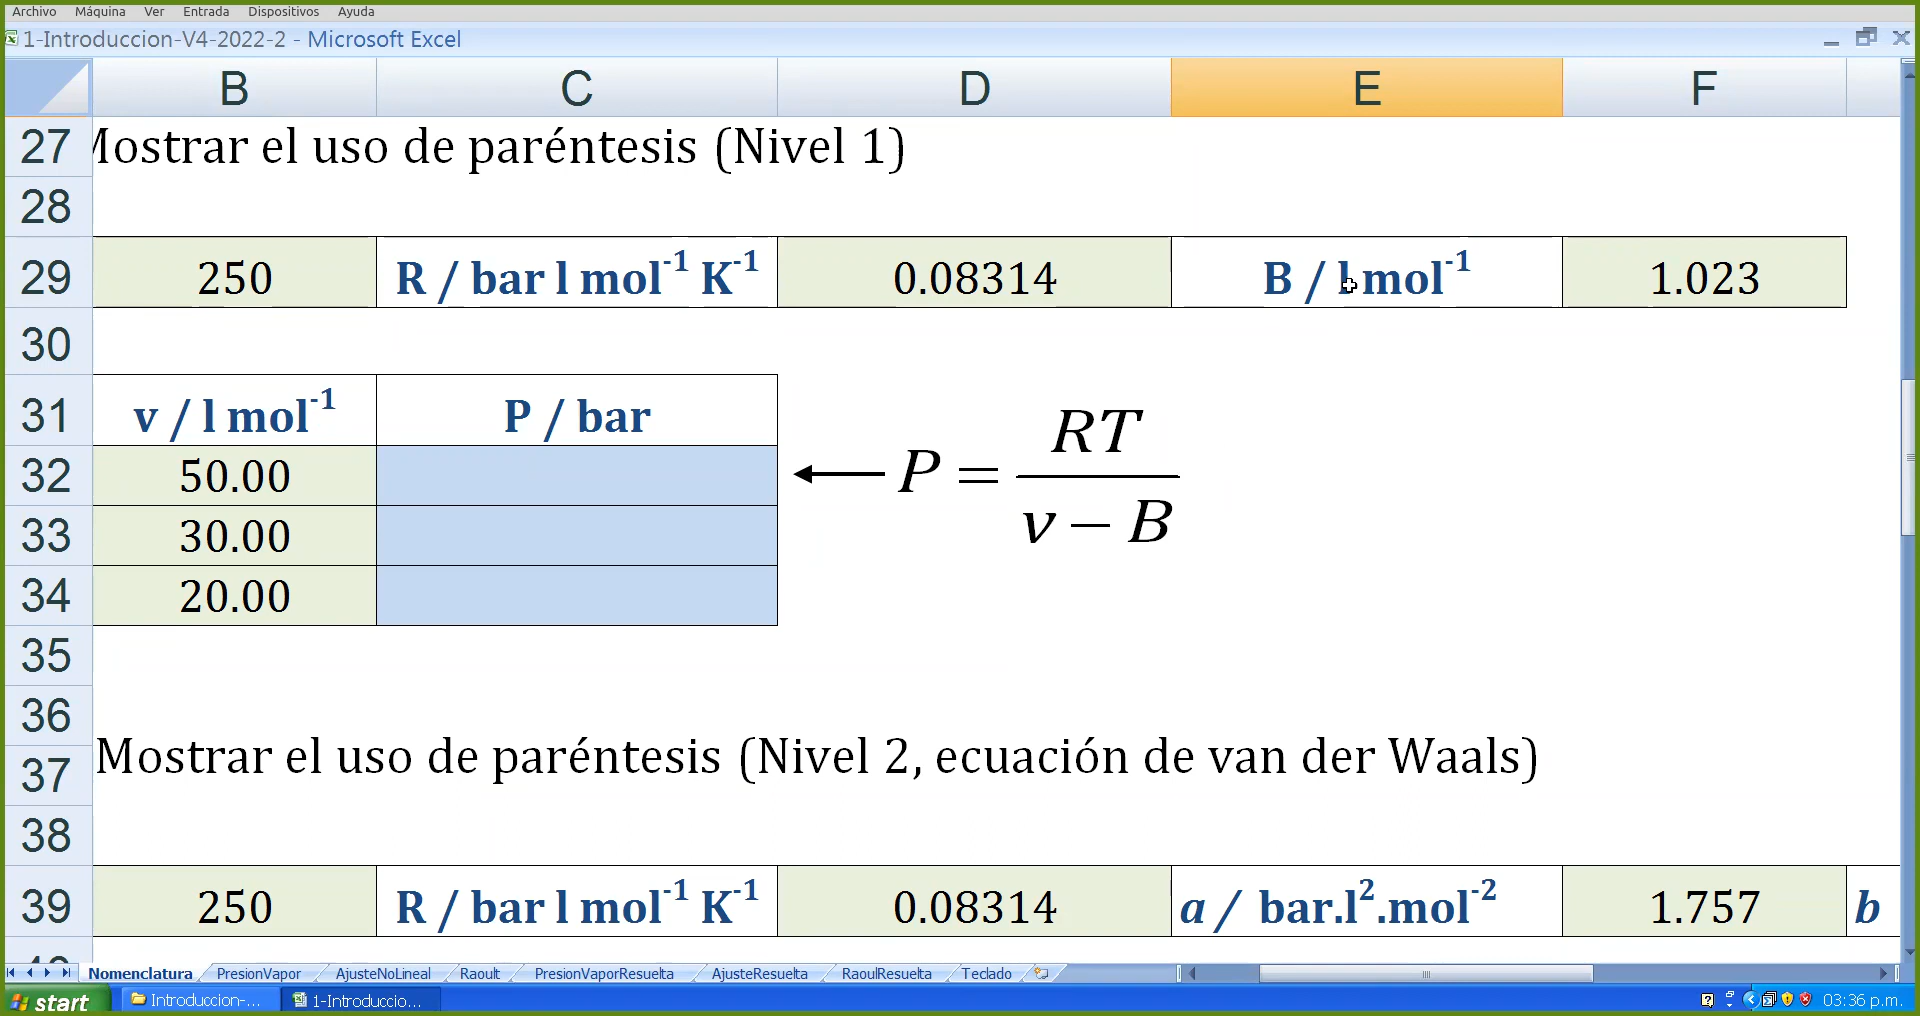 Archivo Máquina Ver Entrada Dispositivos Ayuda
1-Introduccion-V4-2022-2 - Microsoft Excel
B C D E F
27 Mostrar el uso de paréntesis (Nivel 1)
28
29 250 R / bar l mol⁻¹ K⁻¹ 0.08314 B / l mol⁻¹ 1.023
30
31 v / l mol⁻¹ P / bar
32 50.00 P = RT / (v − B)
33 30.00
34 20.00
35
36
37 Mostrar el uso de paréntesis (Nivel 2, ecuación de van der Waals)
38
39 250 R / bar l mol⁻¹ K⁻¹ 0.08314 a / bar.l².mol⁻² 1.757 b
Nomenclatura PresionVapor AjusteNoLineal Raoult PresionVaporResuelta AjusteResuelta RaoulResuelta Teclado
start Introduccion-... 1-Introduccio... 03:36 p.m.